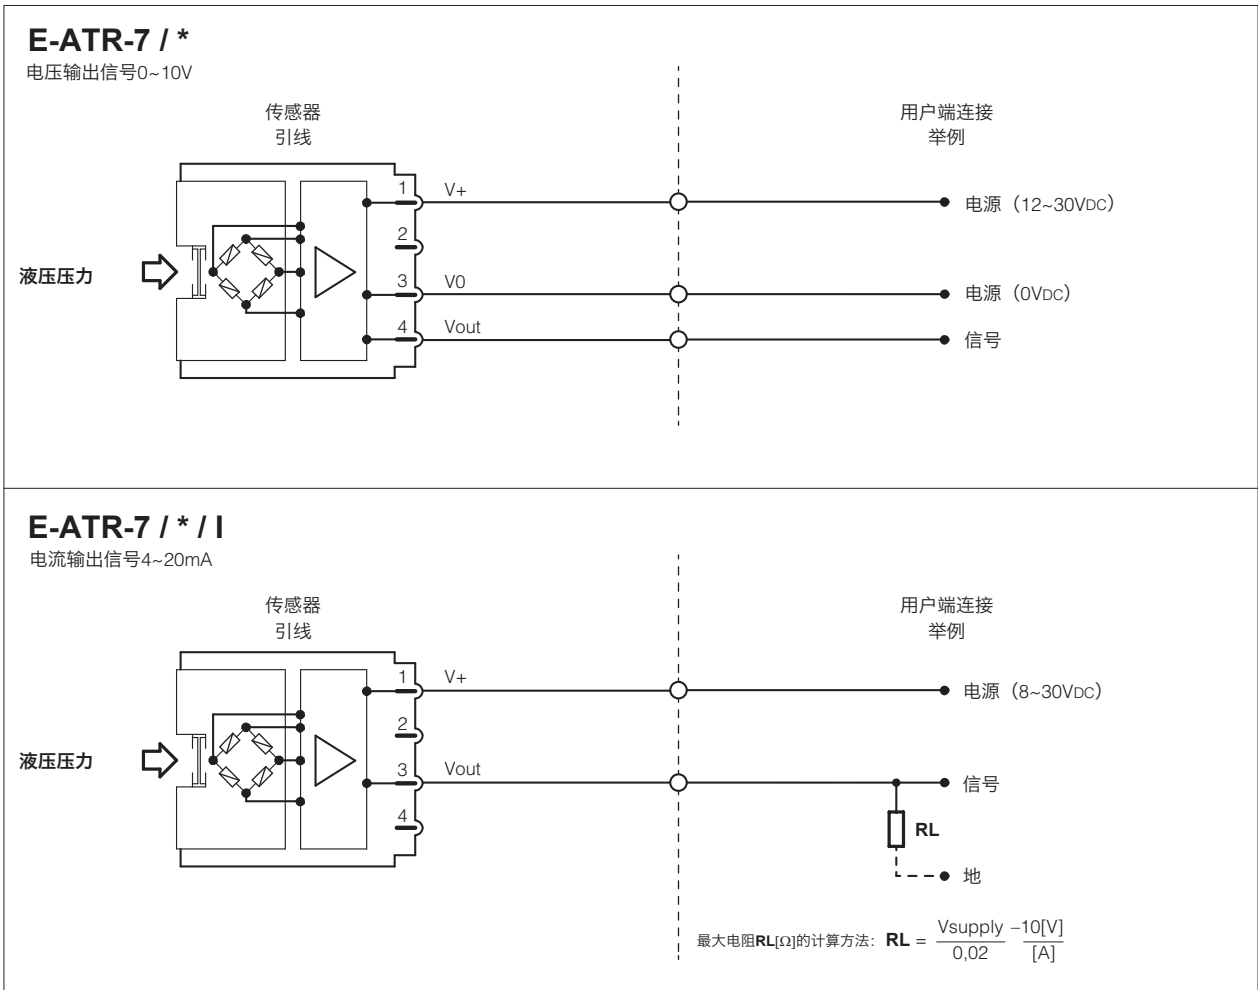 E-ATR-7 / *
电压输出信号0~10V
传感器
引线
用户端连接
举例
1
V+
电源（12~30VDC）
2
液压压力
3
V0
电源（0VDC）
4
Vout
信号
E-ATR-7 / * / I
电流输出信号4~20mA
传感器
引线
用户端连接
举例
1
V+
电源（8~30VDC）
2
液压压力
3
Vout
信号
4
RL
地
最大电阻RL[Ω]的计算方法: RL = Vsupply –10[V]
0,02 [A]